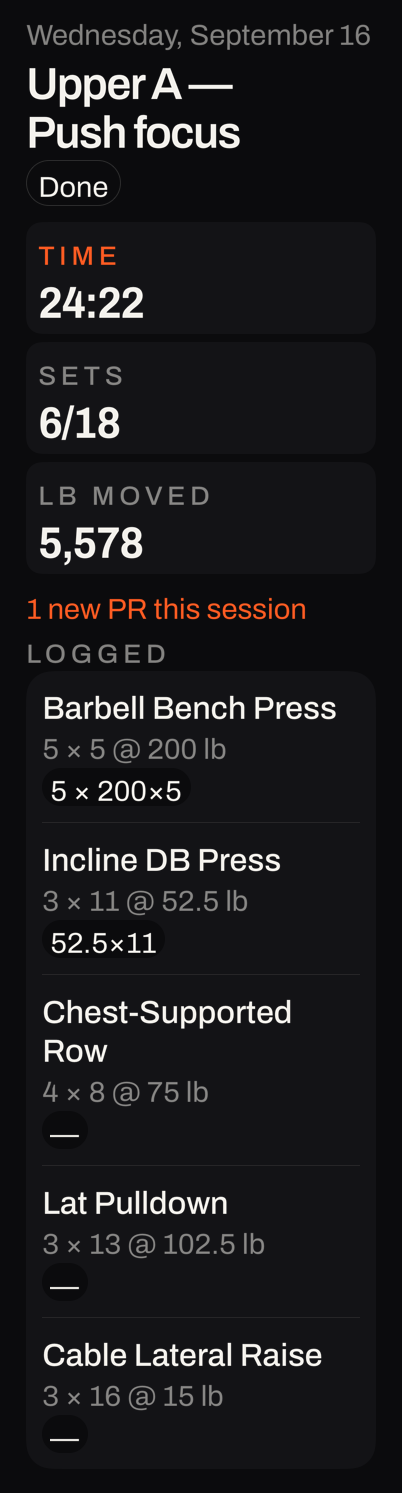 Wednesday, September 16
Upper A —
Push focus
Done
TIME
24:22
SETS
6/18
LB MOVED
5,578
1 new PR this session
LOGGED
Barbell Bench Press
5 × 5 @ 200 lb
5 × 200×5
Incline DB Press
3 × 11 @ 52.5 lb
52.5×11
Chest-Supported
Row
4 × 8 @ 75 lb
—
Lat Pulldown
3 × 13 @ 102.5 lb
—
Cable Lateral Raise
3 × 16 @ 15 lb
—